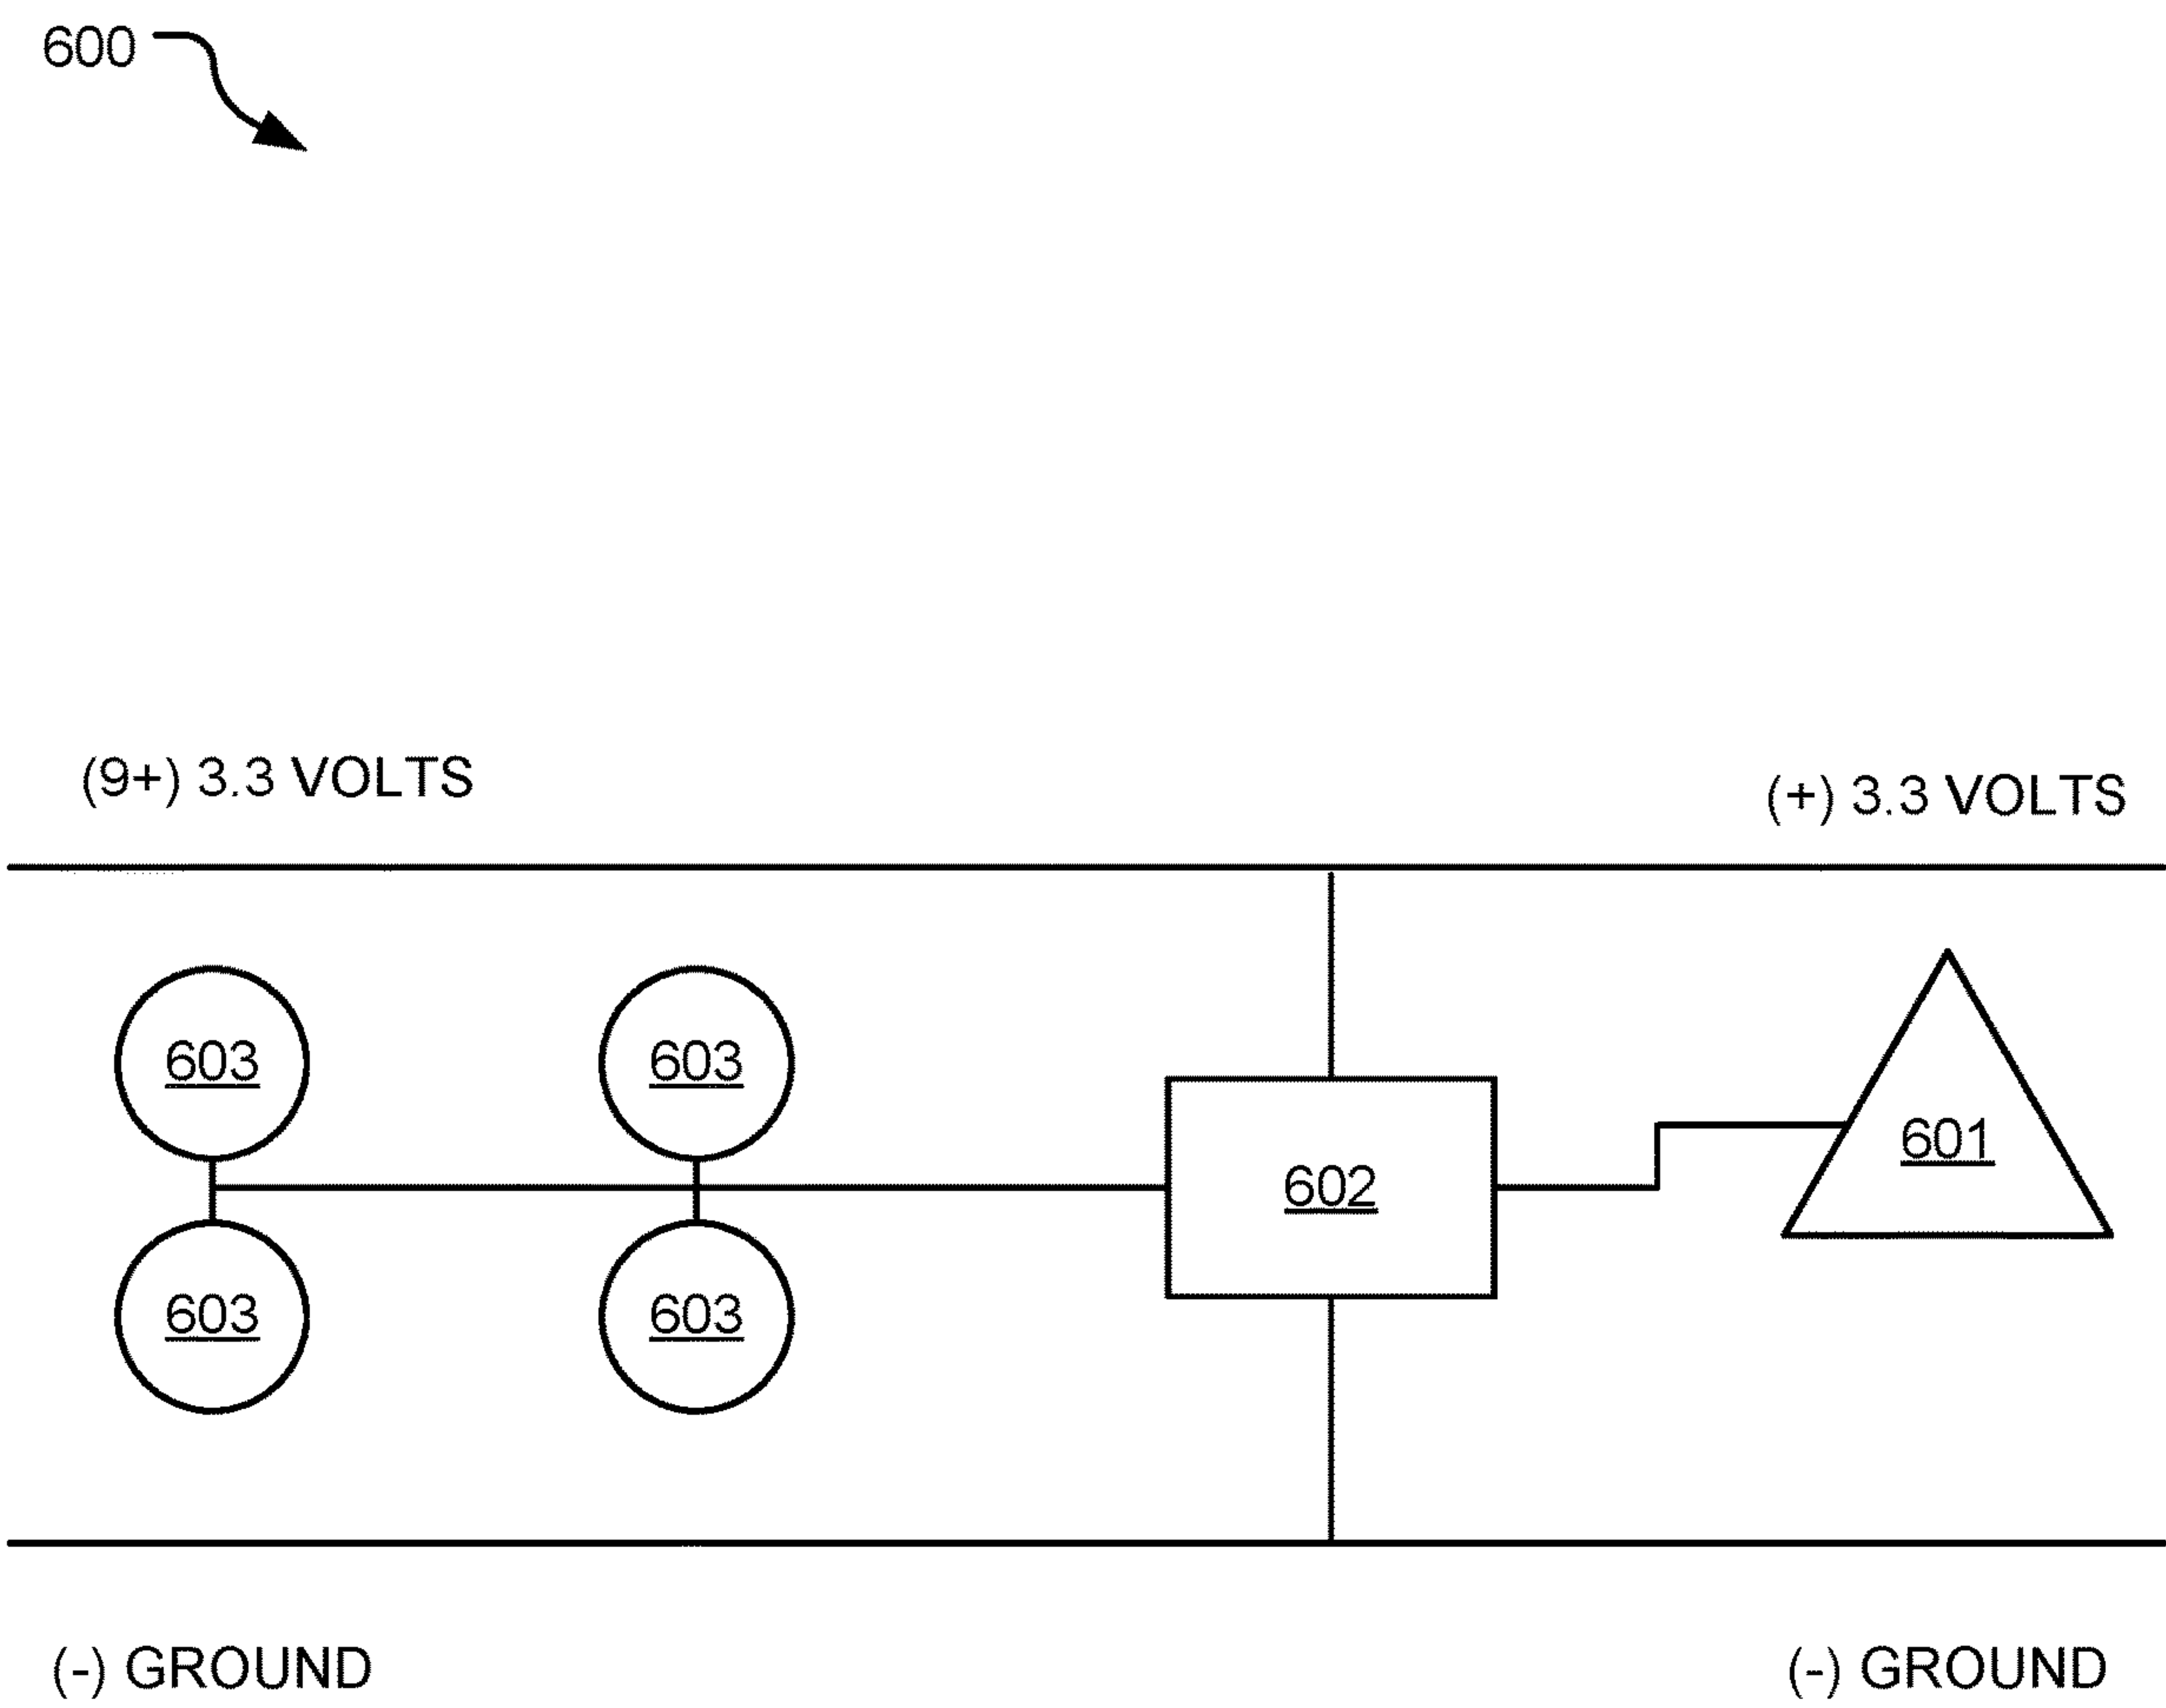 600
(9+) 3.3 VOLTS
(+) 3.3 VOLTS
603
603
601
602
603
603
(-) GROUND
(-) GROUND